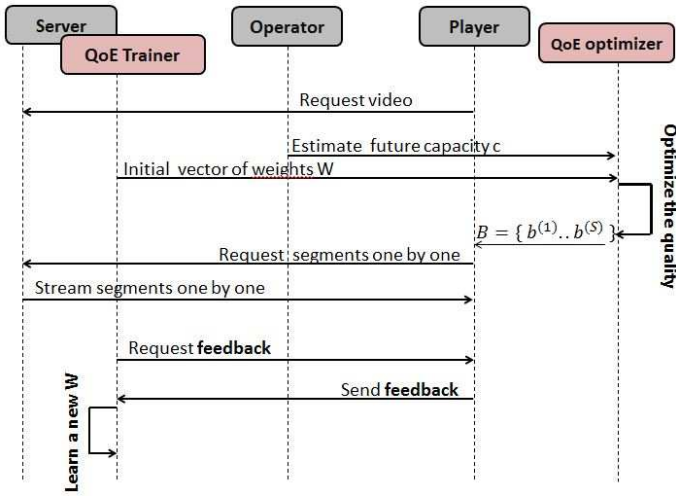 Server
Operator
Player
QoE Trainer
QoE optimizer
Request video
Estimate future capacity c
Initial vector of weights W
Optimize the quality
B = { b^(1) . . b^(S) }
Request segments one by one
Stream segments one by one
Request feedback
Send feedback
Learn a new W